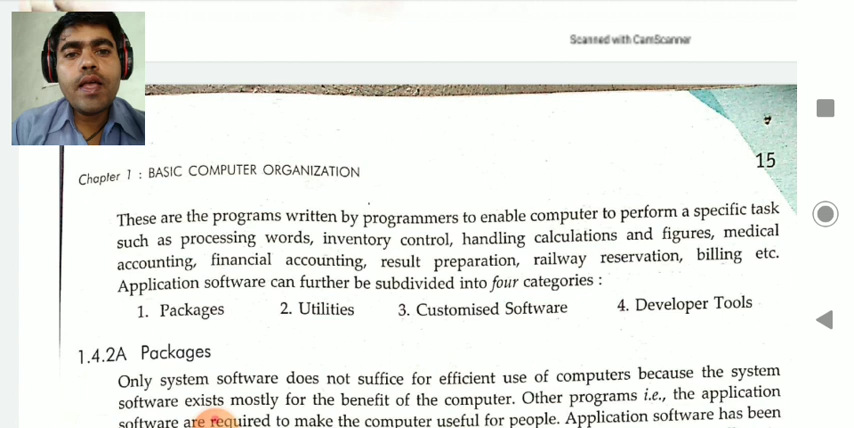 Scanned with CamScanner
15
Chapter 1 : BASIC COMPUTER ORGANIZATION
These are the programs written by programmers to enable computer to perform a specific task
such as processing words, inventory control, handling calculations and figures, medical
accounting, financial accounting, result preparation, railway reservation, billing etc.
Application software can further be subdivided into four categories :
1. Packages 2. Utilities 3. Customised Software 4. Developer Tools
1.4.2A Packages
Only system software does not suffice for efficient use of computers because the system
software exists mostly for the benefit of the computer. Other programs i.e., the application
software are required to make the computer useful for people. Application software has been